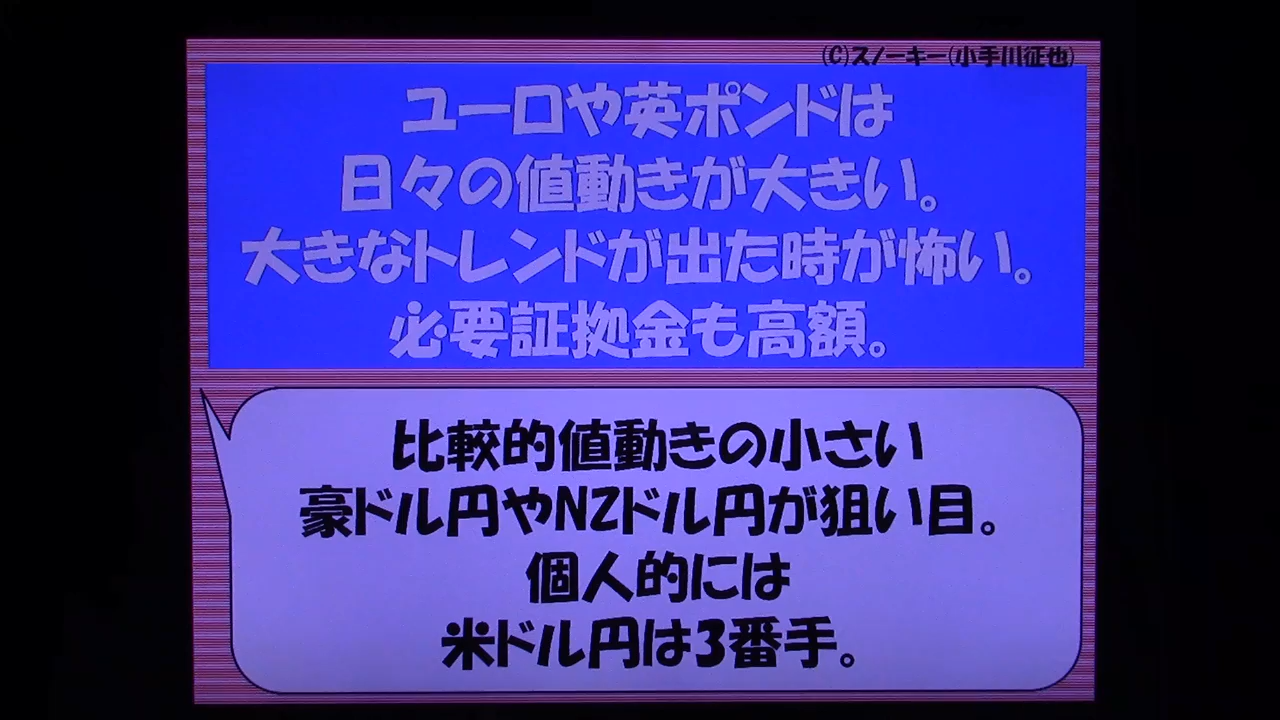 (C)スノーキー(小手川征也)
ユーロや英ポンドは
日々の値動きが大きい。
大きなトレンドが出た時が怖い。
必要証拠金も高額。
比較的値動きの小さい
豪ドル円やNZドル円が狙い目。
個人的には
米ドル円は3番手。